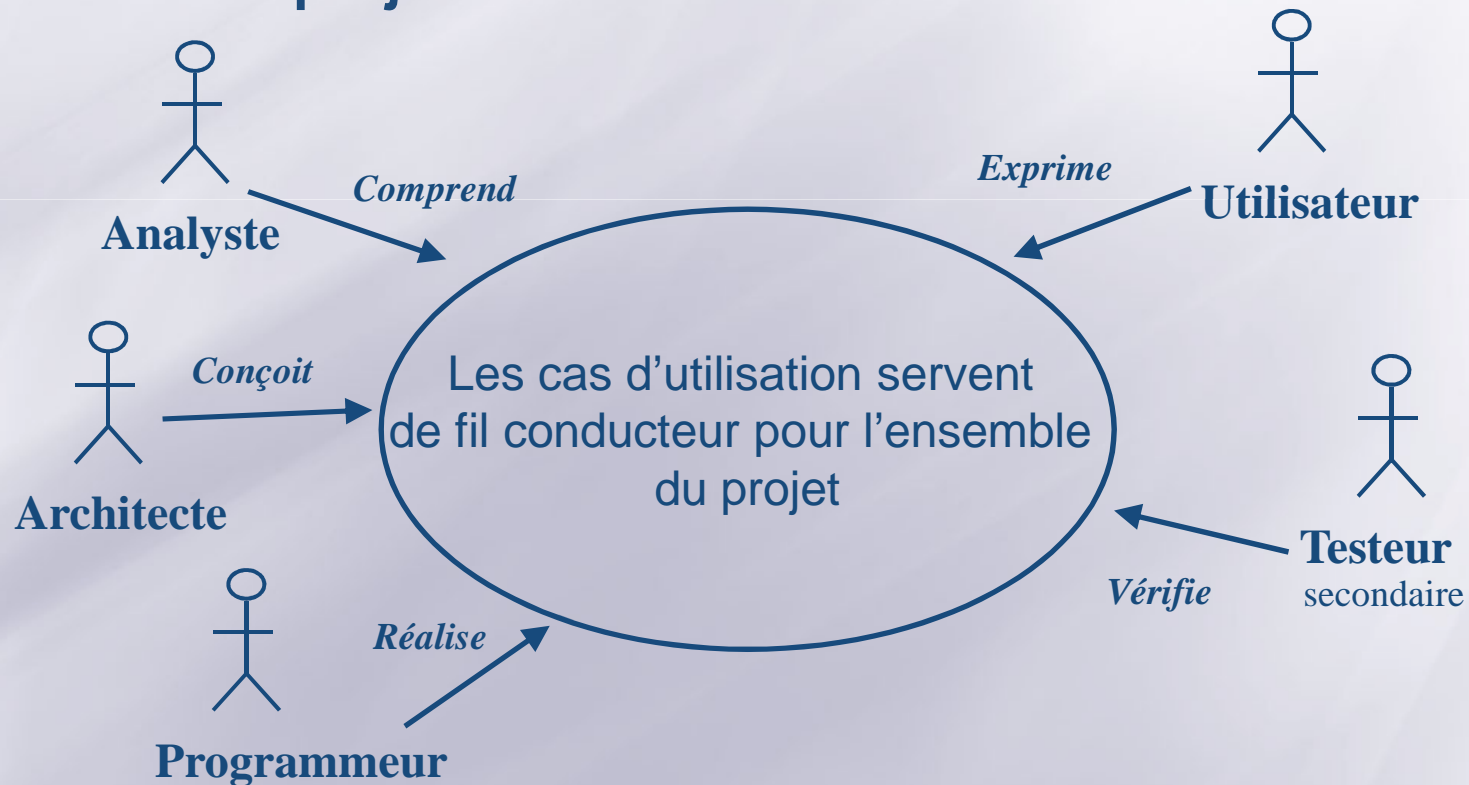 Comprend
Exprime
Utilisateur
Analyste
Conçoit
Les cas d’utilisation servent
de fil conducteur pour l’ensemble
du projet
Architecte
Testeur
secondaire
Vérifie
Réalise
Programmeur